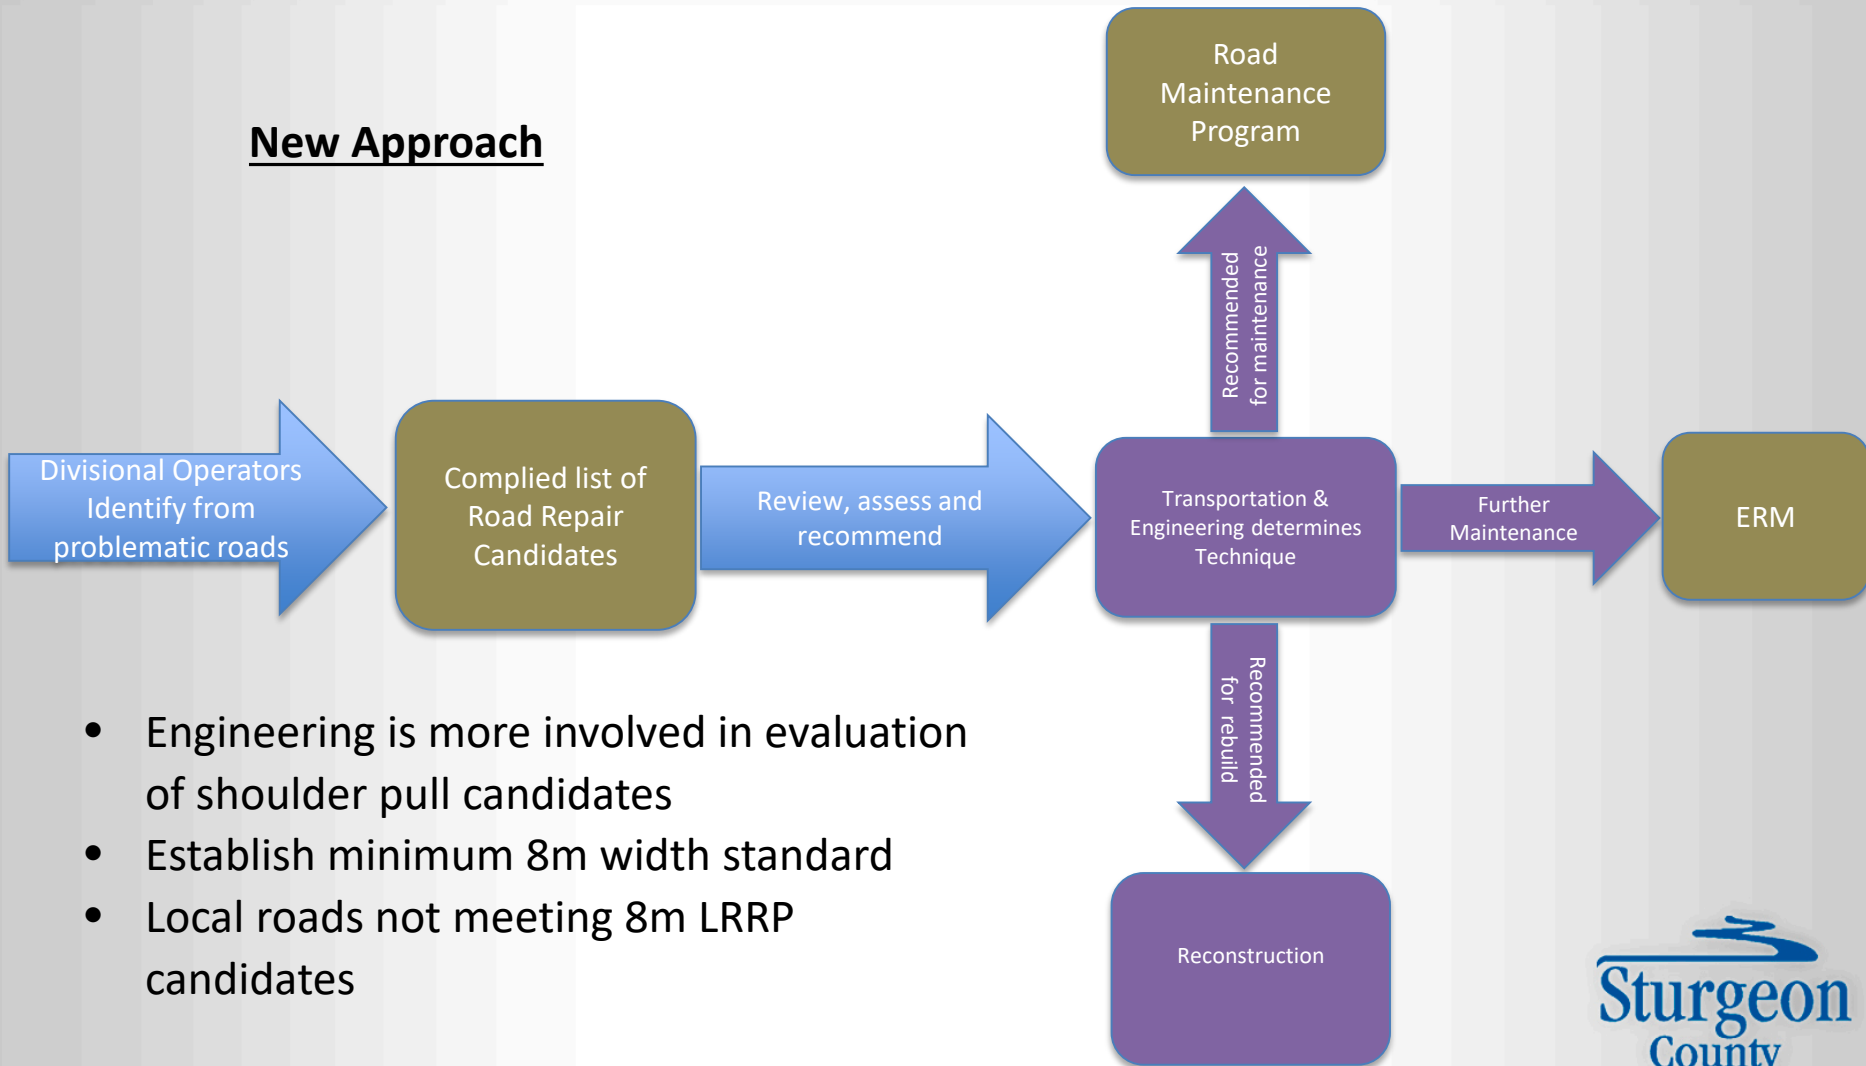 New Approach
Road
Maintenance
Program
Recommended
for maintenance
Divisional Operators
Identify from
problematic roads
Complied list of
Road Repair
Candidates
Review, assess and
recommend
Transportation &
Engineering determines
Technique
Further
Maintenance
ERM
Recommended
for rebuild
Reconstruction
• Engineering is more involved in evaluation
of shoulder pull candidates
• Establish minimum 8m width standard
• Local roads not meeting 8m LRRP
candidates
Sturgeon
County